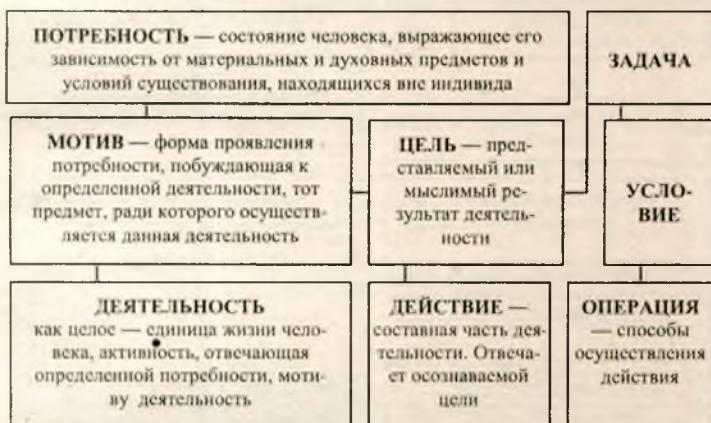 ПОТРЕБНОСТЬ — состояние человека, выражающее его
зависимость от материальных и духовных предметов и
условий существования, находящихся вне индивида
ЗАДАЧА
МОТИВ — форма проявления
потребности, побуждающая к
определенной деятельности, тот
предмет, ради которого осуществ-
ляется данная деятельность
ЦЕЛЬ — пред-
ставляемый или
мыслимый ре-
зультат деятель-
ности
УСЛО-
ВИЕ
ДЕЯТЕЛЬНОСТЬ
как целое — единица жизни чело-
века, активность, отвечающая
определенной потребности, моти-
ву деятельность
ДЕЙСТВИЕ —
составная часть дея-
тельности. Отвеча-
ет осознаваемой
цели
ОПЕРАЦИЯ
— способы
осуществления
действия